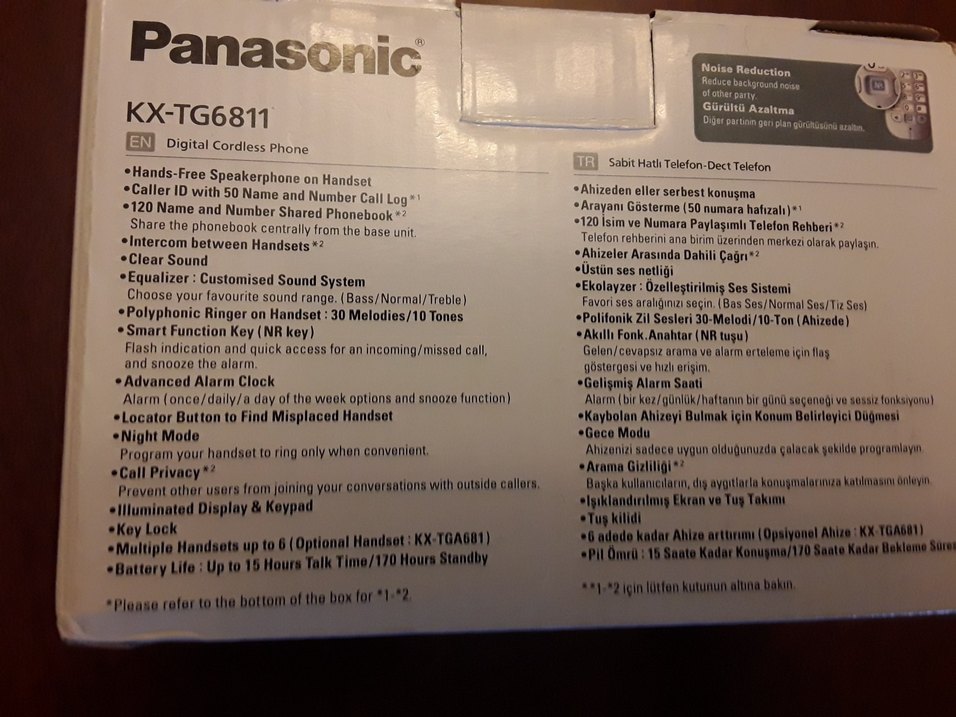 Panasonic®
KX-TG6811
EN Digital Cordless Phone
•Hands-Free Speakerphone on Handset
•Caller ID with 50 Name and Number Call Log*1
•120 Name and Number Shared Phonebook*2
Share the phonebook centrally from the base unit.
•Intercom between Handsets*2
•Clear Sound
•Equalizer : Customised Sound System
Choose your favourite sound range. (Bass/Normal/Treble)
•Polyphonic Ringer on Handset : 30 Melodies/10 Tones
•Smart Function Key (NR key)
Flash indication and quick access for an incoming/missed call,
and snooze the alarm.
•Advanced Alarm Clock
Alarm (once/daily/a day of the week options and snooze function)
•Locator Button to Find Misplaced Handset
•Night Mode
Program your handset to ring only when convenient.
•Call Privacy*2
Prevent other users from joining your conversations with outside callers.
•Illuminated Display & Keypad
•Key Lock
•Multiple Handsets up to 6 (Optional Handset : KX-TGA681)
•Battery Life : Up to 15 Hours Talk Time/170 Hours Standby
*Please refer to the bottom of the box for *1-*2.
Noise Reduction
Reduce background noise
of other party.
Gürültü Azaltma
Diğer partinin geri plan gürültüsünü azaltın.
TR Sabit Hatlı Telefon-Dect Telefon
•Ahizeden eller serbest konuşma
•Arayanı Gösterme (50 numara hafızalı)*1
•120 İsim ve Numara Paylaşımlı Telefon Rehberi*2
Telefon rehberini ana birim üzerinden merkezi olarak paylaşın.
•Ahizeler Arasında Dahili Çağrı*2
•Üstün ses netliği
•Ekolayzer : Özelleştirilmiş Ses Sistemi
Favori ses aralığınızı seçin. (Bas Ses/Normal Ses/Tiz Ses)
•Polifonik Zil Sesleri 30-Melodi/10-Ton (Ahizede)
•Akıllı Fonk.Anahtar (NR tuşu)
Gelen/cevapsız arama ve alarm erteleme için flaş
göstergesi ve hızlı erişim.
•Gelişmiş Alarm Saati
Alarm (bir kez/günlük/haftanın bir günü seçeneği ve sessiz fonksiyonu)
•Kaybolan Ahizeyi Bulmak için Konum Belirleyici Düğmesi
•Gece Modu
Ahizenizi sadece uygun olduğunuzda çalacak şekilde programlayın
•Arama Gizliliği*2
Başka kullanıcıların, dış aygıtlarla konuşmalarınıza katılmasını önleyin.
•Işıklandırılmış Ekran ve Tuş Takımı
•Tuş kilidi
•6 adede kadar Ahize arttırımı (Opsiyonel Ahize : KX-TGA681)
•Pil Ömrü : 15 Saate Kadar Konuşma/170 Saate Kadar Bekleme Süres
**1-*2 için lütfen kutunun altına bakın.